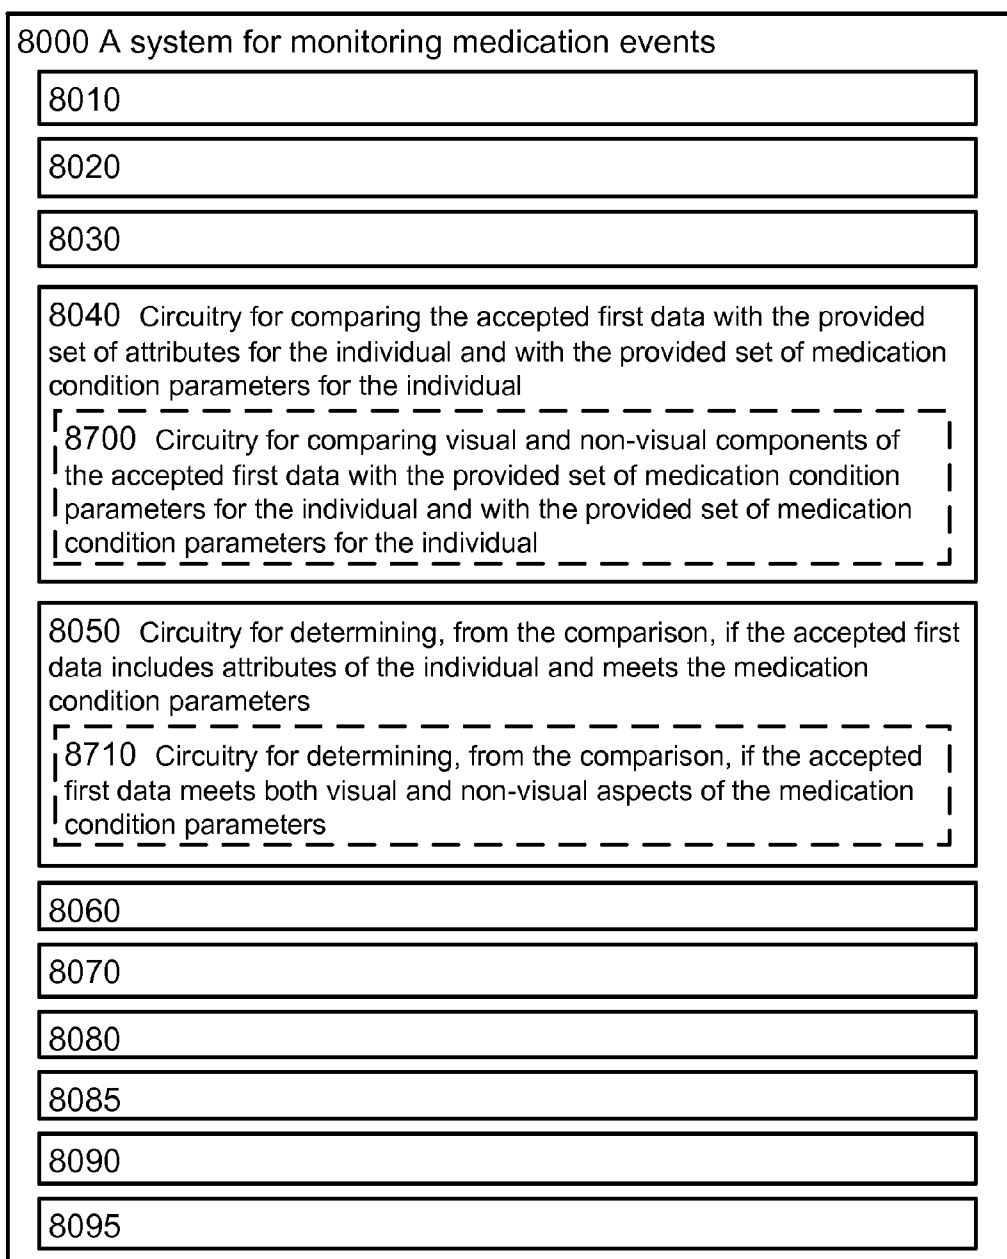 8000 A system for monitoring medication events
8010
8020
8030
8040 Circuitry for comparing the accepted first data with the provided
set of attributes for the individual and with the provided set of medication
condition parameters for the individual
8700 Circuitry for comparing visual and non-visual components of
the accepted first data with the provided set of medication condition
parameters for the individual and with the provided set of medication
condition parameters for the individual
8050 Circuitry for determining, from the comparison, if the accepted first
data includes attributes of the individual and meets the medication
condition parameters
8710 Circuitry for determining, from the comparison, if the accepted
first data meets both visual and non-visual aspects of the medication
condition parameters
8060
8070
8080
8085
8090
8095